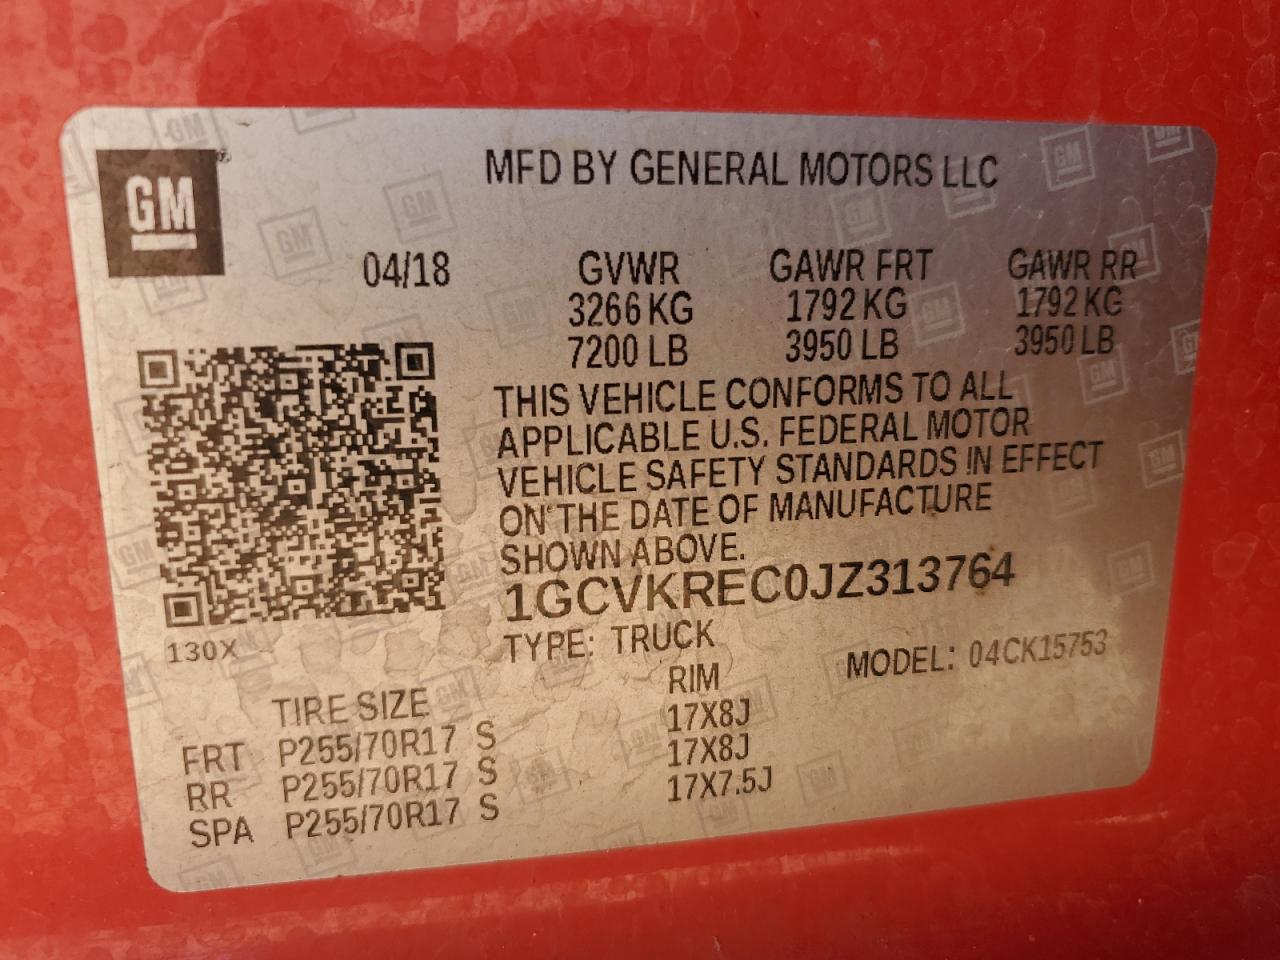 GM
MFD BY GENERAL MOTORS LLC
04/18 GVWR GAWR FRT GAWR RR
3266 KG 1792 KG 1792 KG
7200 LB 3950 LB 3950 LB
THIS VEHICLE CONFORMS TO ALL
APPLICABLE U.S. FEDERAL MOTOR
VEHICLE SAFETY STANDARDS IN EFFECT
ON THE DATE OF MANUFACTURE
SHOWN ABOVE.
1GCVKREC0JZ313764
130X
TYPE: TRUCK MODEL: 04CK15753
TIRE SIZE RIM
FRT P255/70R17 S 17X8J
RR P255/70R17 S 17X8J
SPA P255/70R17 S 17X7.5J